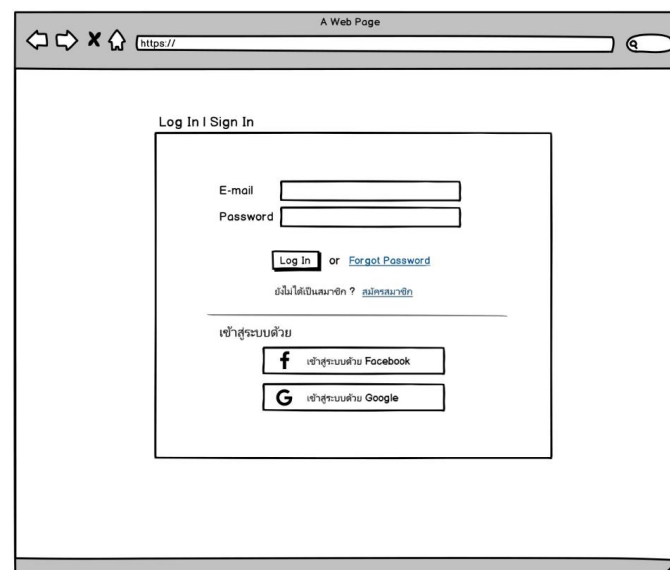 A Web Page
https://
Log In | Sign In
E-mail
Password
Log In or Forgot Password
ยังไม่ได้เป็นสมาชิก ? สมัครสมาชิก
เข้าสู่ระบบด้วย
f เข้าสู่ระบบด้วย Facebook
G เข้าสู่ระบบด้วย Google